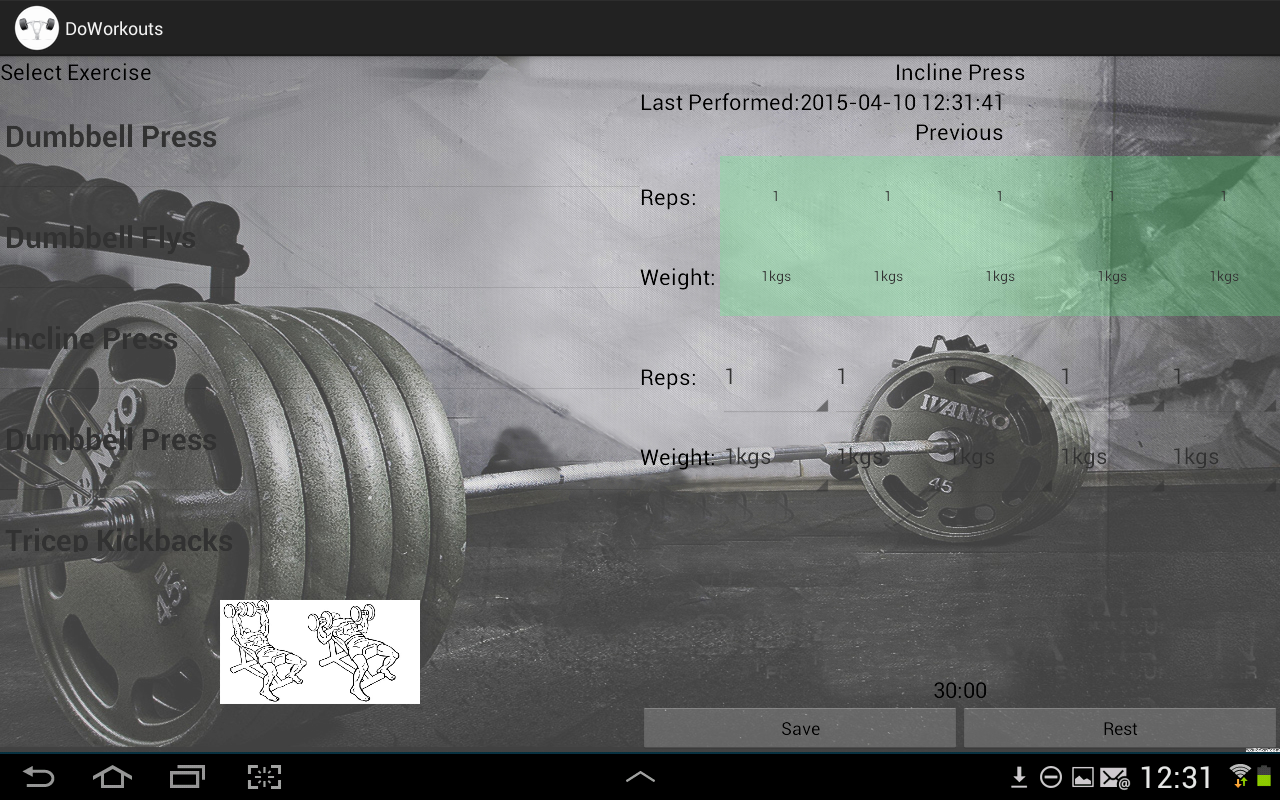 DoWorkouts
Select Exercise
Dumbbell Press
Dumbbell Flys
Incline Press
Dumbbell Press
Tricep Kickbacks
Incline Press
Last Performed:2015-04-10 12:31:41
Previous
Reps: 1 1 1 1 1
Weight: 1kgs 1kgs 1kgs 1kgs 1kgs
Reps: 1 1 1 1 1
Weight: 1kgs 1kgs 1kgs 1kgs 1kgs
IVANKO
45
45
30:00
Save Rest
12:31